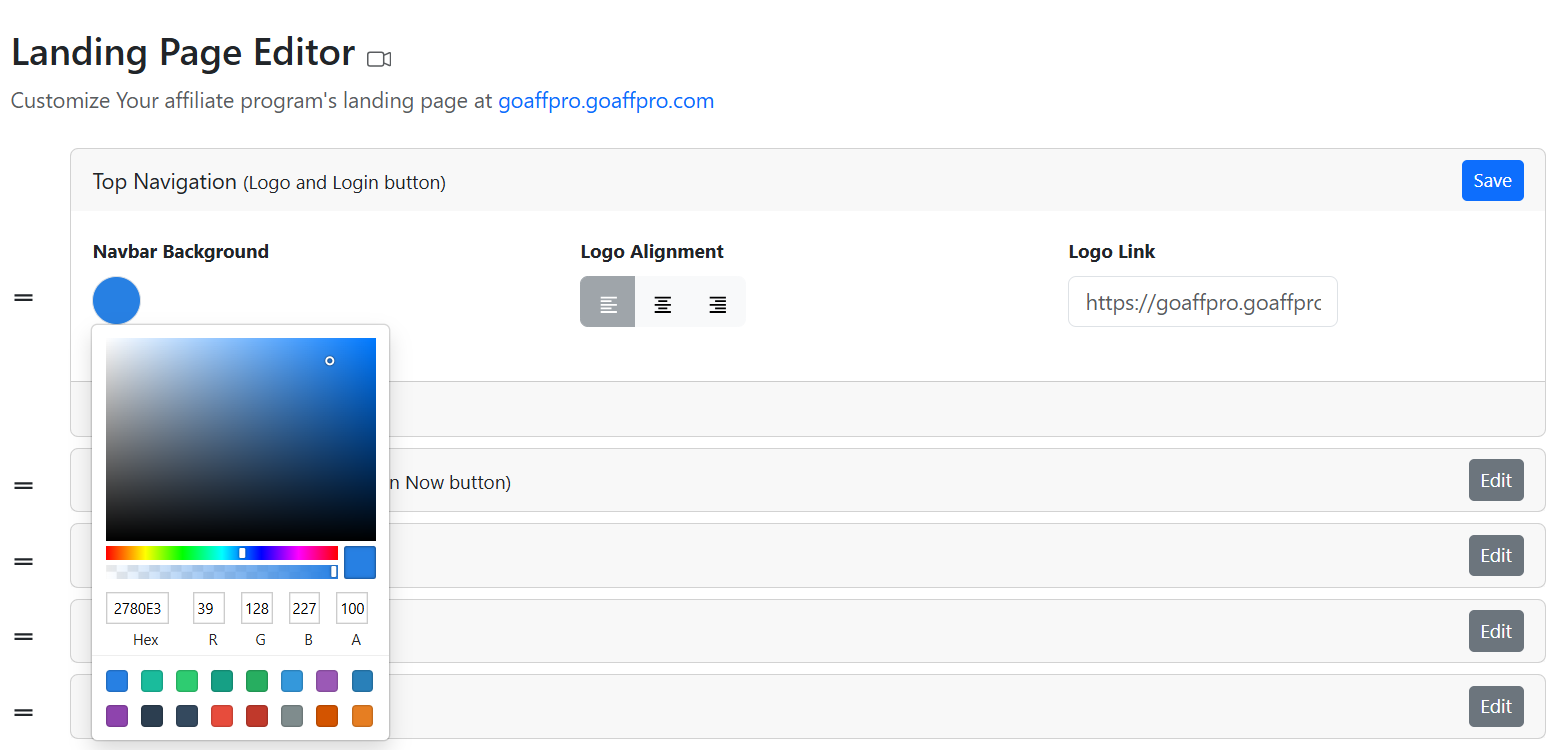 Landing Page Editor
Customize Your affiliate program's landing page at goaffpro.goaffpro.com
Top Navigation (Logo and Login button)
Save
Navbar Background
Logo Alignment
Logo Link
https://goaffpro.goaffprc
n Now button)
Edit
Edit
2780E3
39
128
227
100
Hex
R
G
B
A
Edit
Edit